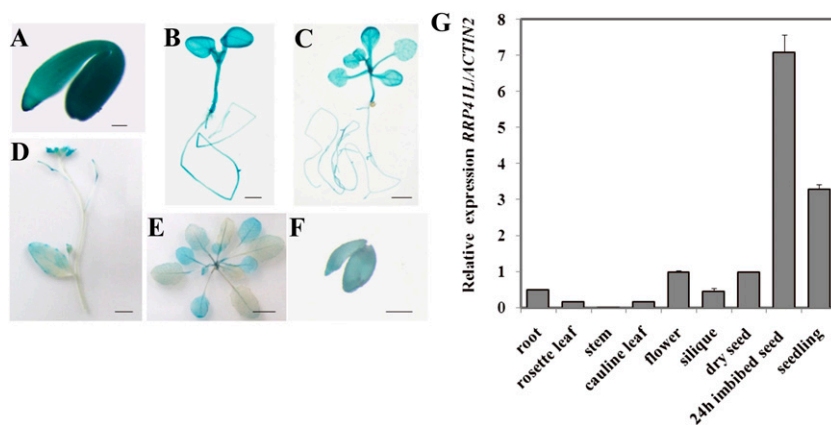 A
B
C
D
E
F
G
Relative expression RRP41L/ACTIN2
8
7
6
5
4
3
2
1
0
root
rosette leaf
stem
cauline leaf
flower
silique
dry seed
24h imbibed seed
seedling